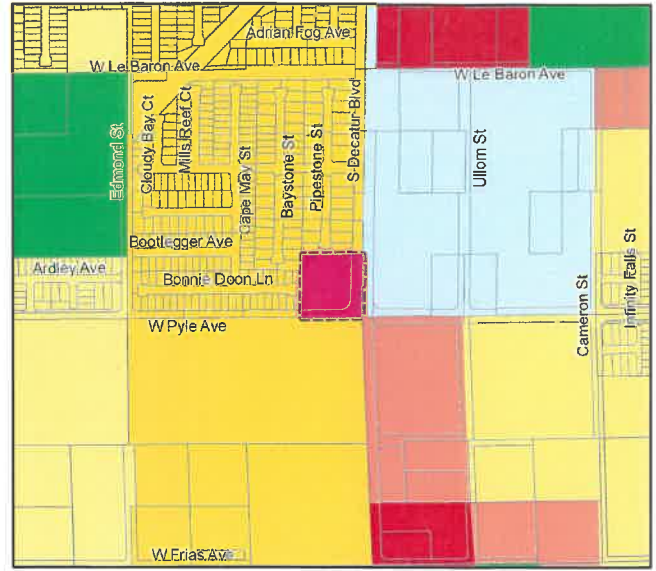 Adrian Fog Ave
W Le Baron Ave
W Le Baron Ave
Edmond St
Cloudy Bay Ct
Mills Reef Ct
Cape May St
Baystone St
Pipestone St
S Decatur Blvd
Ullom St
Bootlegger Ave
Ardley Ave
Bonnie Doon Ln
W Pyle Ave
Cameron St
Infinity Falls St
W Frias Av